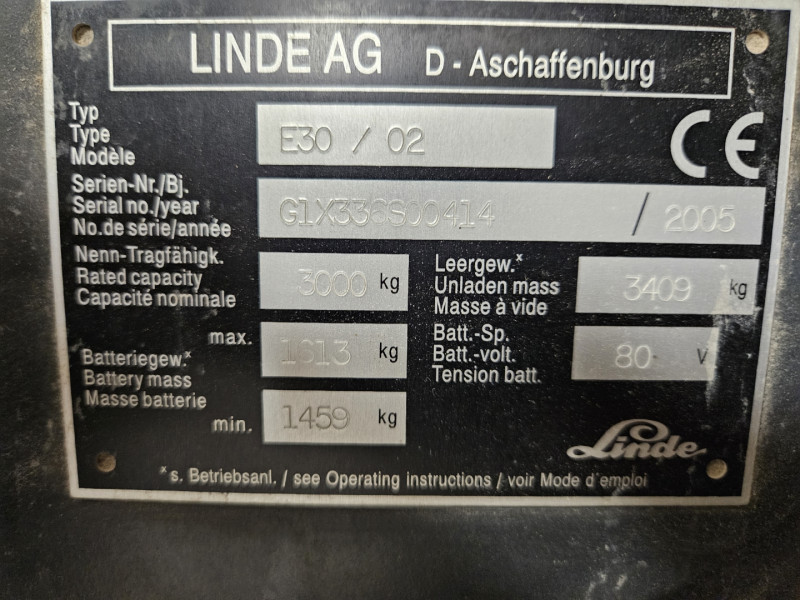 LINDE AG D - Aschaffenburg
Typ
Type
Modèle
E30 / 02
CE
Serien-Nr./Bj.
Serial no./year
No.de série/année
G1X336S00414 / 2005
Nenn-Tragfähigk.
Rated capacity
Capacité nominale
3000 kg
Leergew.ˣ
Unladen mass
Masse à vide
3409 kg
max.
Batteriegew.ˣ
Battery mass
Masse batterie
min.
1613 kg
1459 kg
Batt.-Sp.
Batt.-volt.
Tension batt.
80 V
Linde
ˣ s. Betriebsanl. / see Operating instructions / voir Mode d'emploi